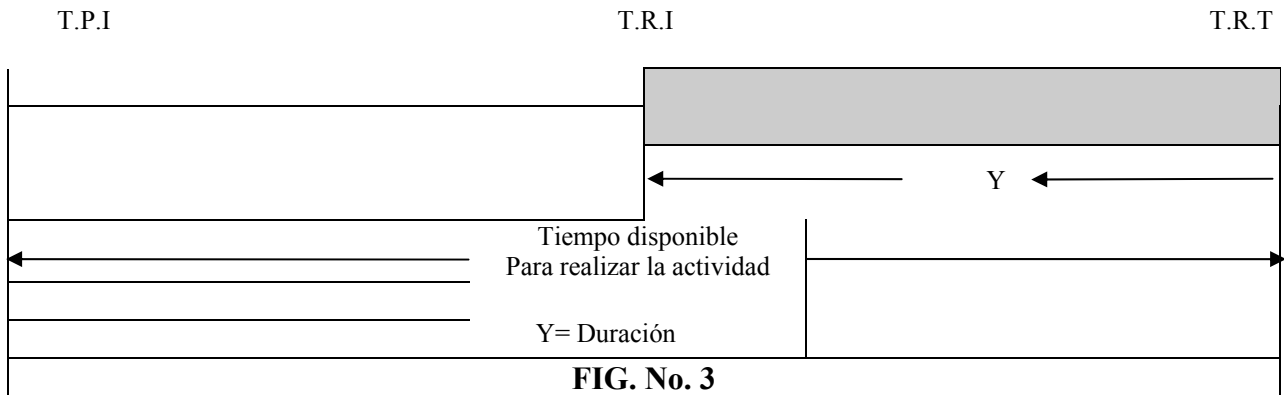 T.P.I T.R.I T.R.T
Y
Tiempo disponible
Para realizar la actividad
Y= Duración
FIG. No. 3